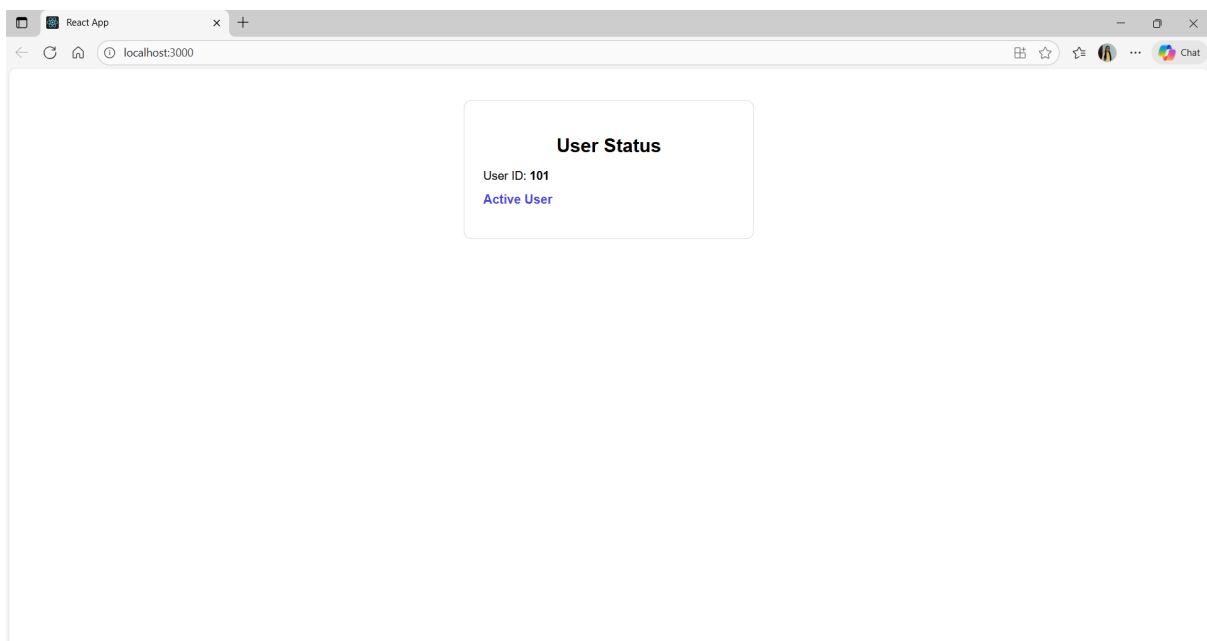 React App
localhost:3000
Chat
User Status
User ID: 101
Active User